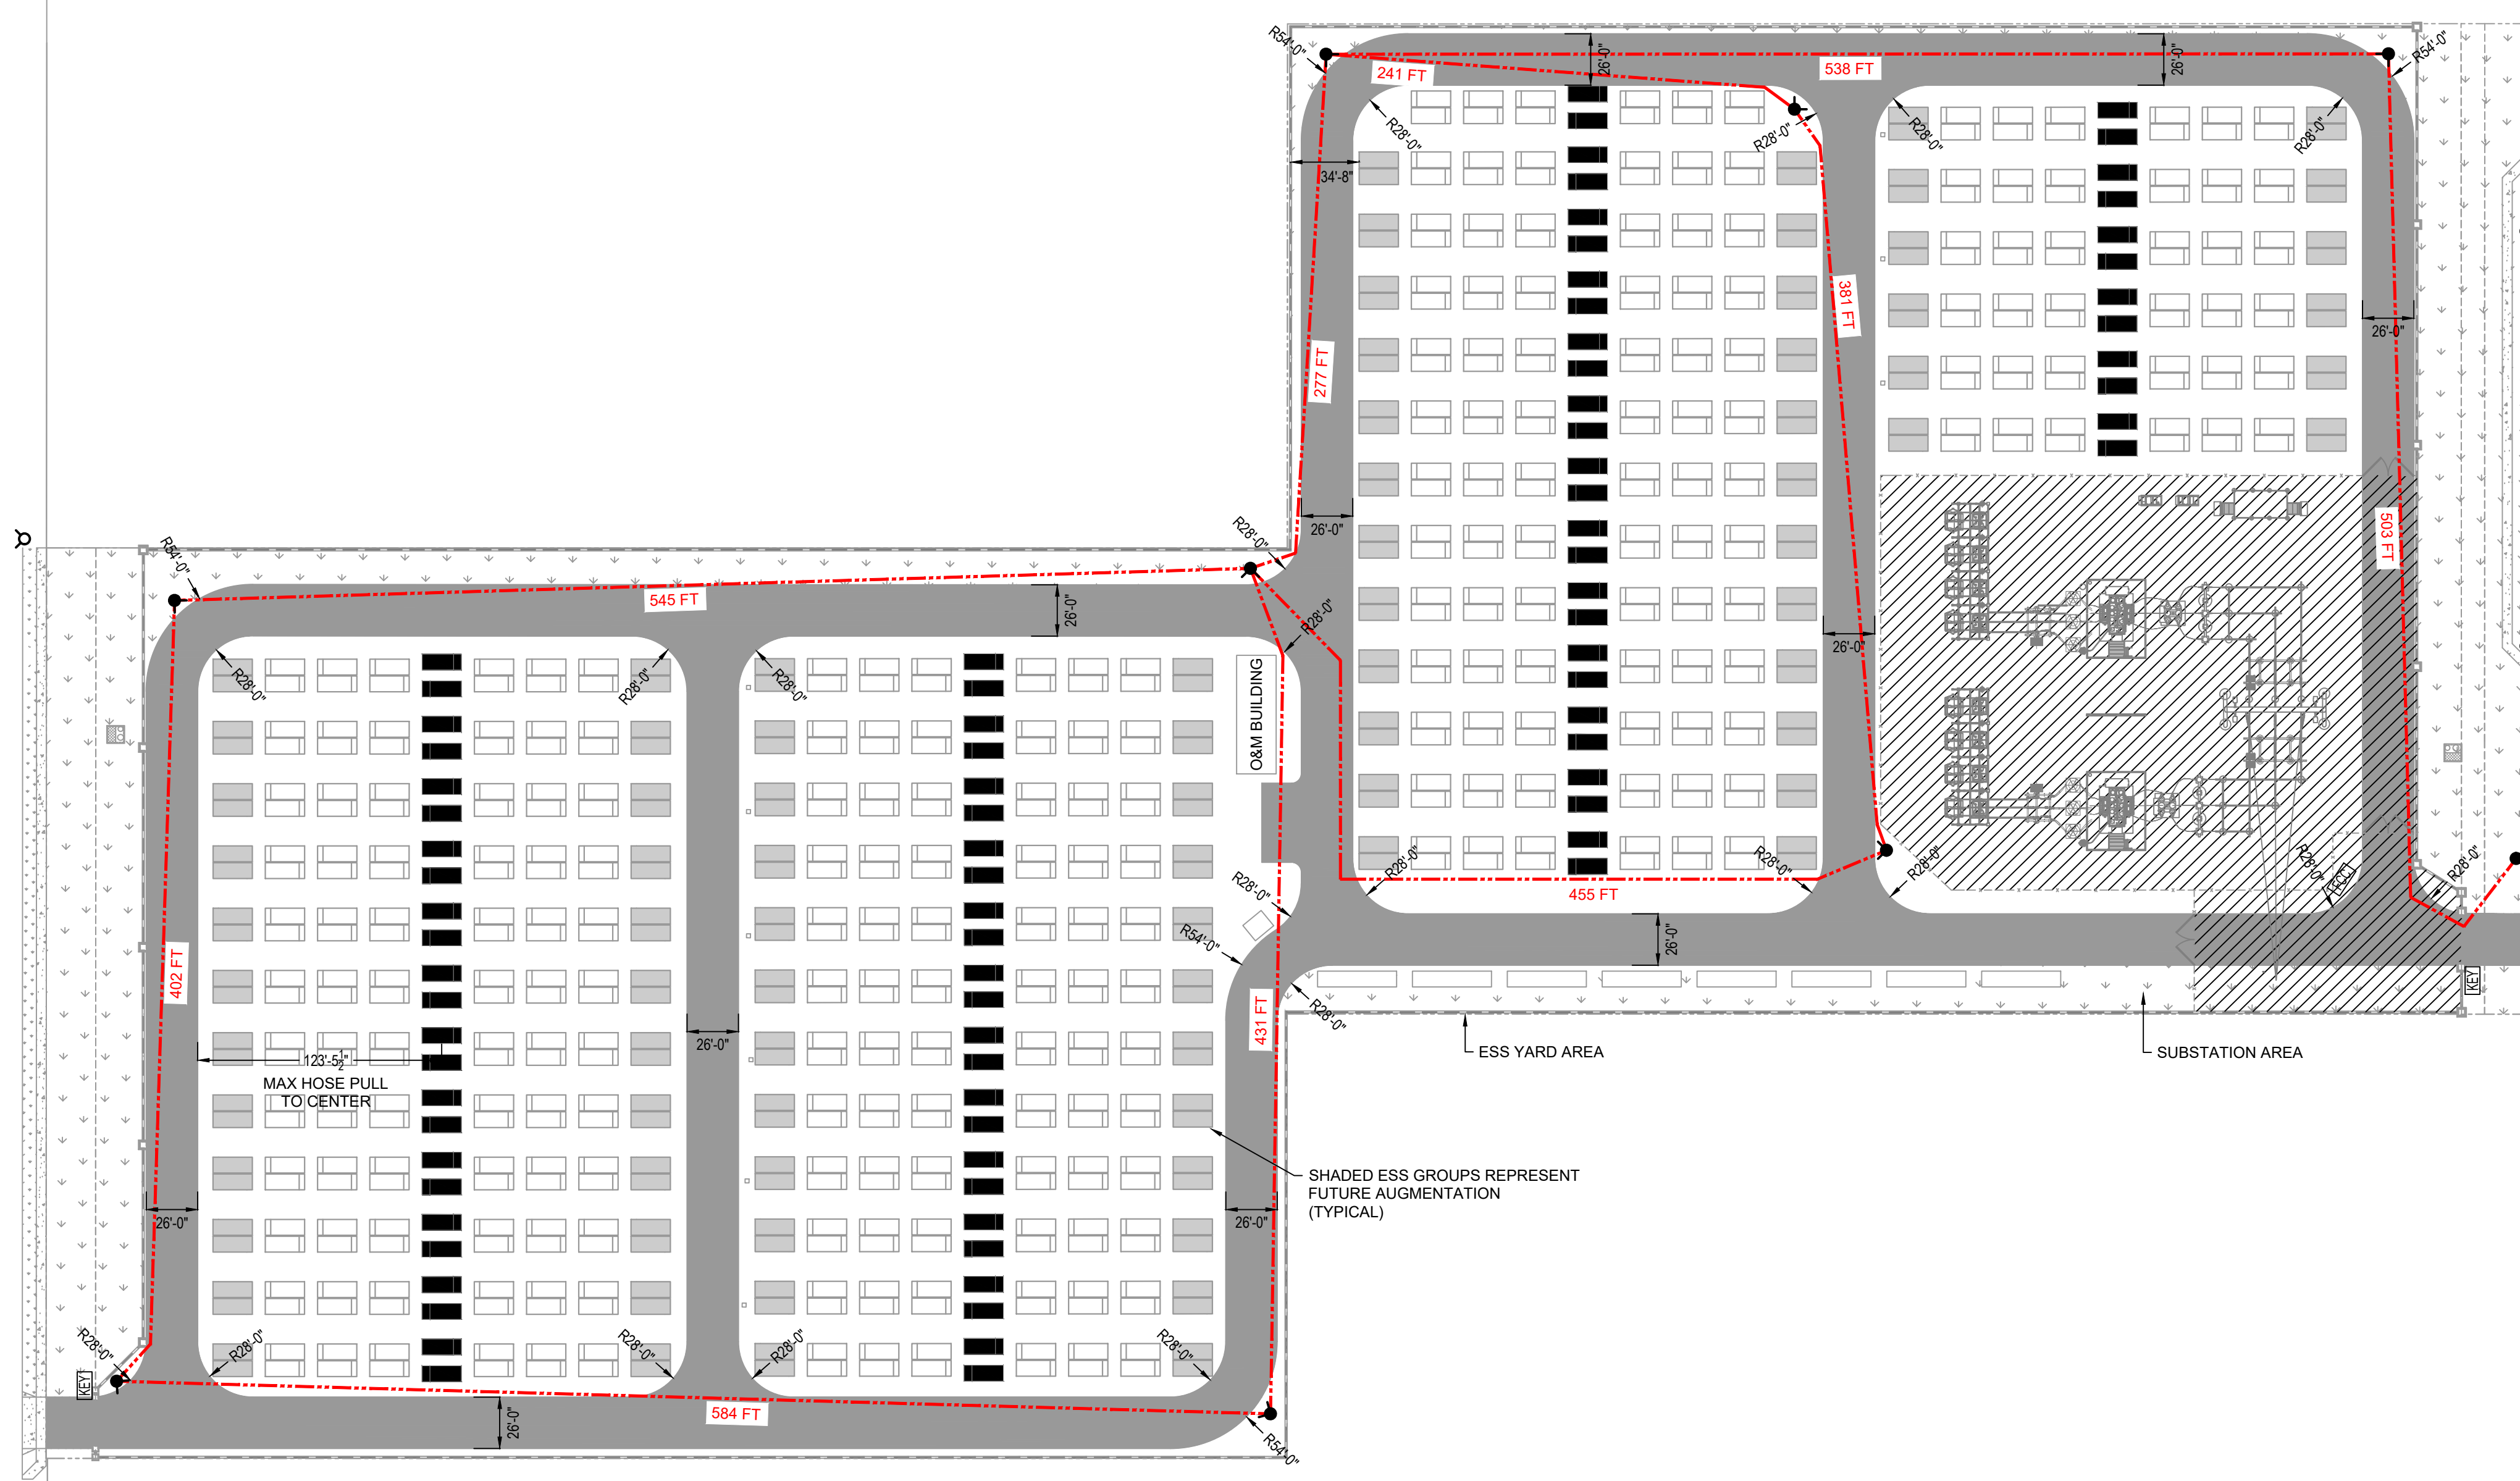 R54'-0"
241 FT
26'-0"
538 FT
26'-0"
R54'-0"
R28'-0"
R28'-0"
R28'-0"
R28'-0"
34'-8"
381 FT
26'-0"
277 FT
R28'-0"
26'-0"
503 FT
R54'-0"
545 FT
26'-0"
R28'-0"
26'-0"
R28'-0"
R28'-0"
R28'-0"
O&M BUILDING
R28'-0"
R28'-0"
R28'-0"
R28'-0"
R28'-0"
R28'-0"
455 FT
R54'-0"
26'-0"
402 FT
KEY
431 FT
R28'-0"
26'-0"
ESS YARD AREA
SUBSTATION AREA
123'-5 1/2"
MAX HOSE PULL
TO CENTER
SHADED ESS GROUPS REPRESENT
FUTURE AUGMENTATION
(TYPICAL)
26'-0"
26'-0"
R28'-0"
R28'-0"
R28'-0"
R28'-0"
R28'-0"
KEY
584 FT
26'-0"
R54'-0"